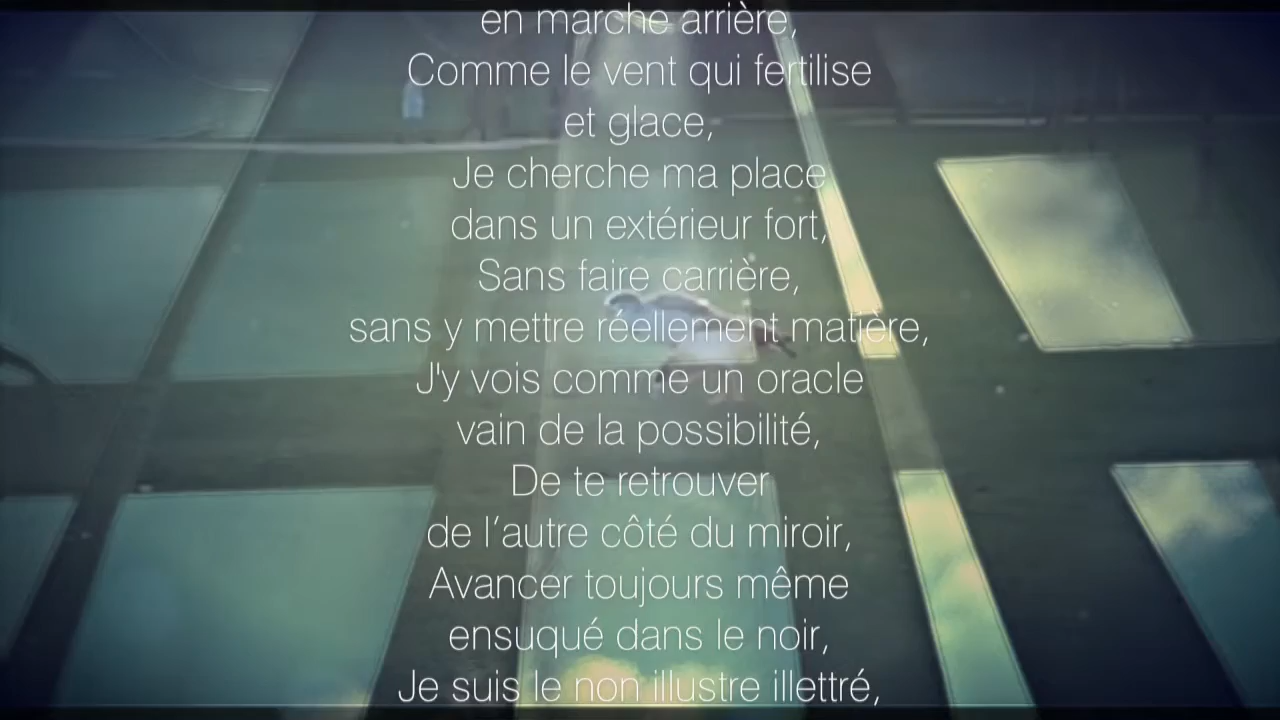 en marche arrière,
Comme le vent qui fertilise
et glace,
Je cherche ma place
dans un extérieur fort,
Sans faire carrière,
sans y mettre réellement matière,
J'y vois comme un oracle
vain de la possibilité,
De te retrouver
de l’autre côté du miroir,
Avancer toujours même
ensuqué dans le noir,
Je suis le non illustre illettré,